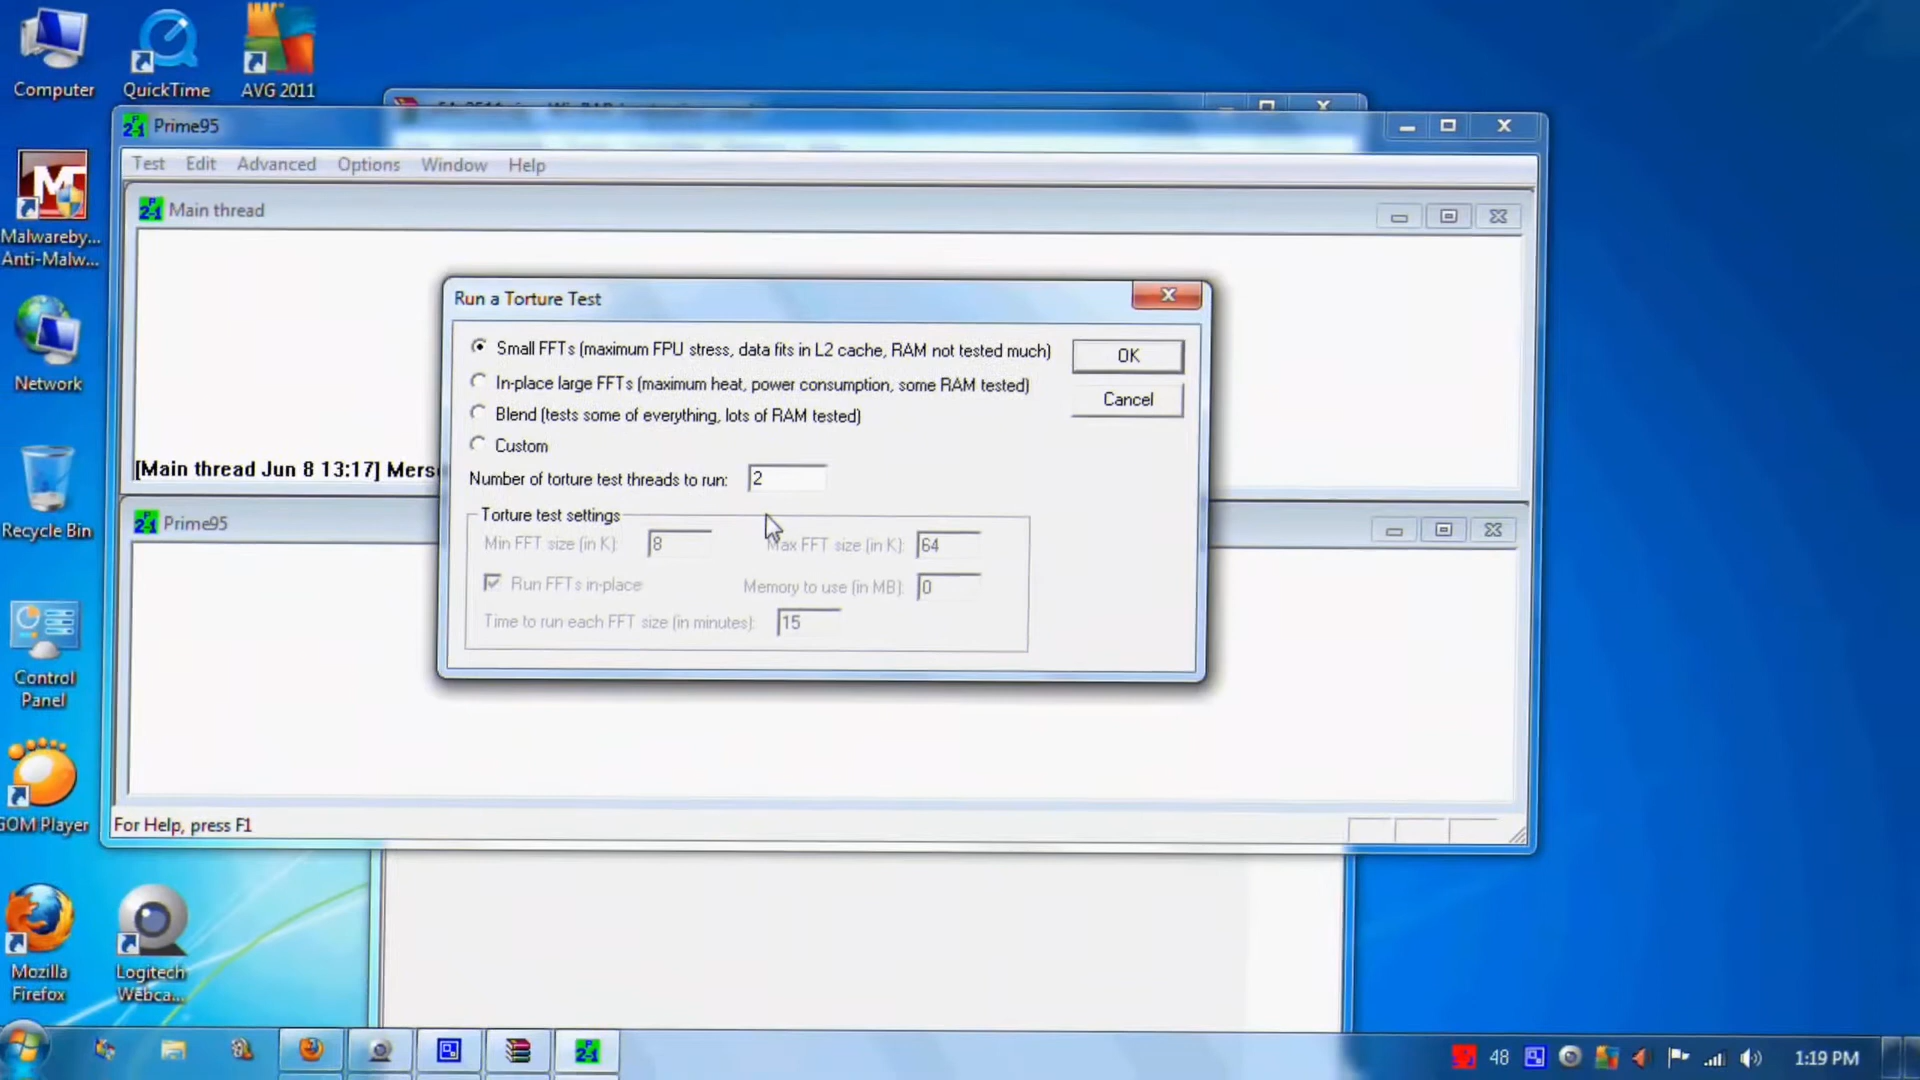 Computer
QuickTime
AVG 2011
Prime95
Test Edit Advanced Options Window Help
Malwareby...
Anti-Malw...
Main thread
Run a Torture Test
Small FFTs (maximum FPU stress, data fits in L2 cache, RAM not tested much)
OK
In-place large FFTs (maximum heat, power consumption, some RAM tested)
Cancel
Blend (tests some of everything, lots of RAM tested)
Custom
Network
[Main thread Jun 8 13:17] Mers
Number of torture test threads to run: 2
Recycle Bin
Prime95
Torture test settings
Min FFT size (in K): 8
Max FFT size (in K): 64
Run FFTs in-place
Memory to use (in MB): 0
Time to run each FFT size (in minutes): 15
Control
Panel
GOM Player
For Help, press F1
Mozilla
Firefox
Logitech
Webca...
48
1:19 PM